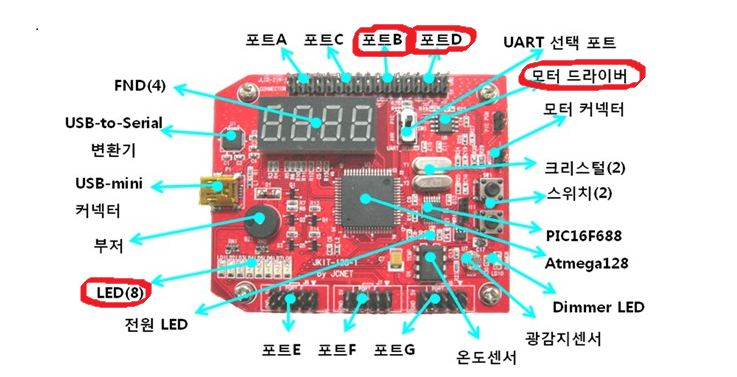 포트A 포트C 포트B 포트D UART 선택 포트
FND(4)
모터 드라이버
모터 커넥터
USB-to-Serial
변환기
크리스털(2)
USB-mini
커넥터
스위치(2)
부저
PIC16F688
Atmega128
LED(8)
Dimmer LED
전원 LED
광감지센서
포트E 포트F 포트G 온도센서
UART
JKIT-128-1
by JCNET